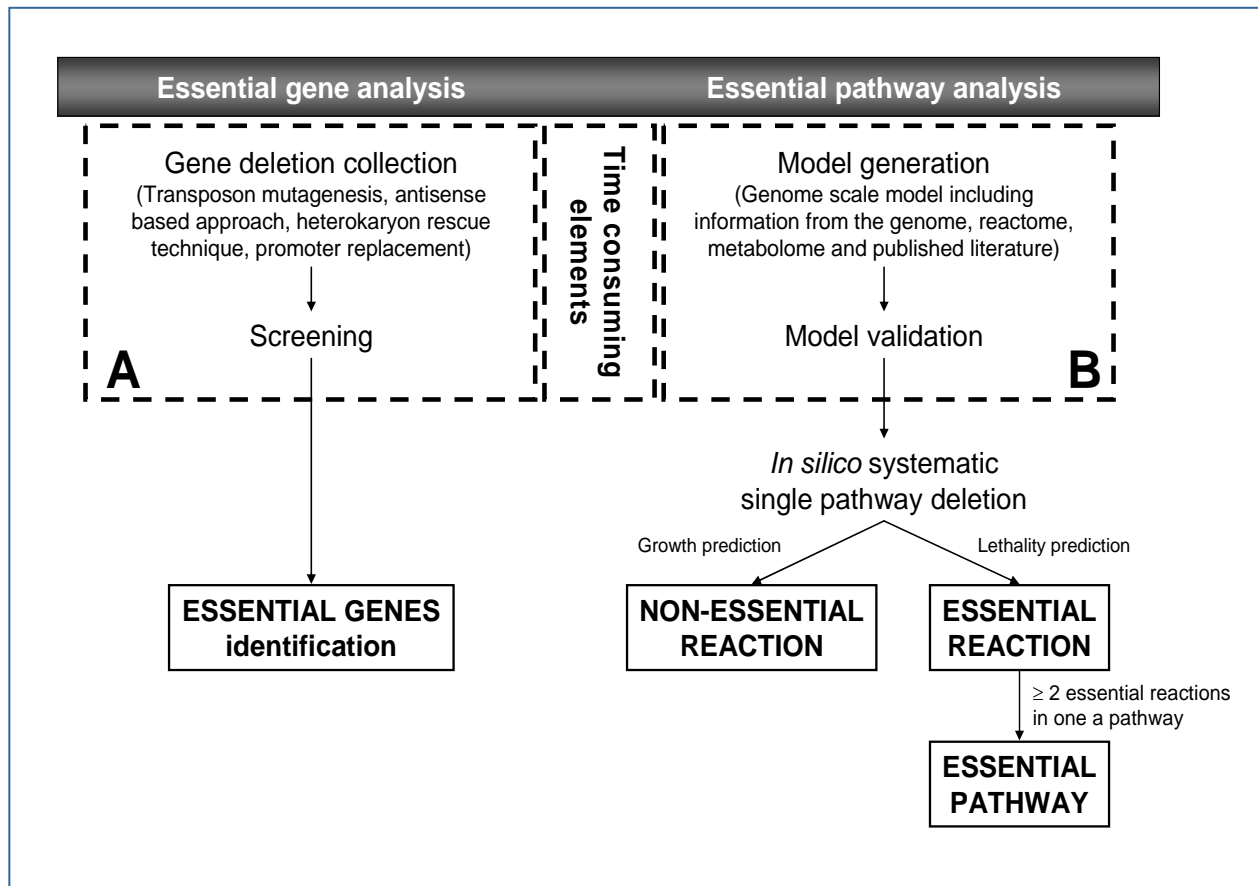 Essential gene analysis
Essential pathway analysis
Gene deletion collection
(Transposon mutagenesis, antisense
based approach, heterokaryon rescue
technique, promoter replacement)
Screening
A
Time consuming
elements
Model generation
(Genome scale model including
information from the genome, reactome,
metabolome and published literature)
Model validation
B
In silico systematic
single pathway deletion
Growth prediction
Lethality prediction
ESSENTIAL GENES
identification
NON-ESSENTIAL
REACTION
ESSENTIAL
REACTION
≥ 2 essential reactions
in one a pathway
ESSENTIAL
PATHWAY